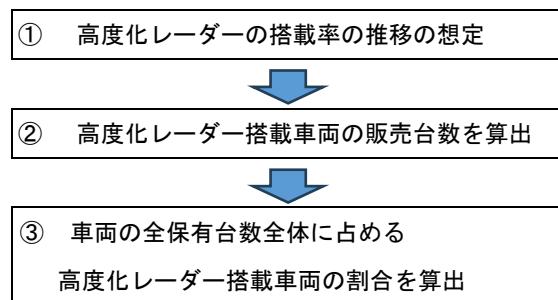 ① 高度化レーダーの搭載率の推移の想定
② 高度化レーダー搭載車両の販売台数を算出
③ 車両の全保有台数全体に占める
高度化レーダー搭載車両の割合を算出